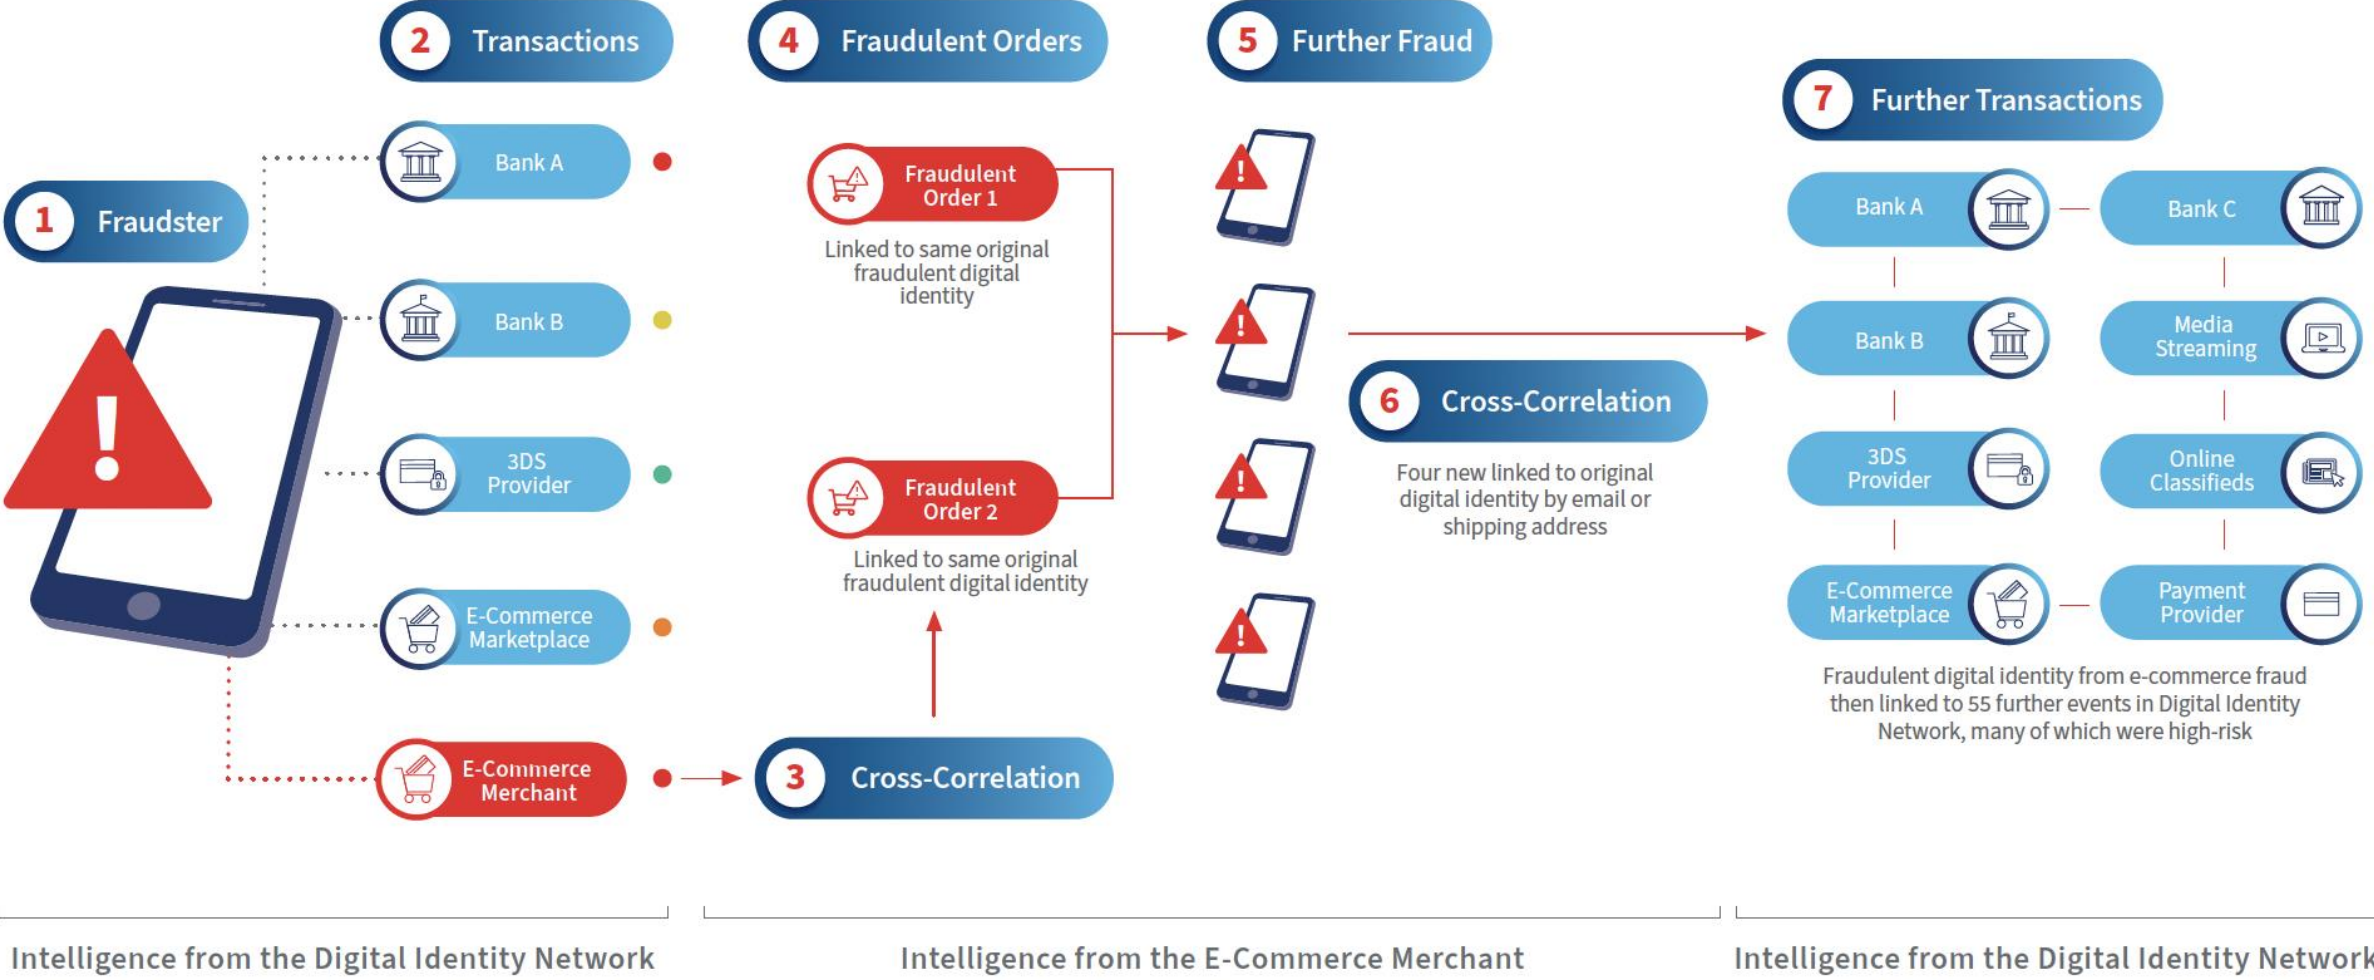 1 Fraudster
2 Transactions
Bank A
Bank B
3DS
Provider
E-Commerce
Marketplace
E-Commerce
Merchant
3 Cross-Correlation
4 Fraudulent Orders
Fraudulent
Order 1
Linked to same original
fraudulent digital
identity
Fraudulent
Order 2
Linked to same original
fraudulent digital identity
5 Further Fraud
6 Cross-Correlation
Four new linked to original
digital identity by email or
shipping address
7 Further Transactions
Bank A
Bank C
Bank B
Media
Streaming
3DS
Provider
Online
Classifieds
E-Commerce
Marketplace
Payment
Provider
Fraudulent digital identity from e-commerce fraud
then linked to 55 further events in Digital Identity
Network, many of which were high-risk
Intelligence from the Digital Identity Network
Intelligence from the E-Commerce Merchant
Intelligence from the Digital Identity Network